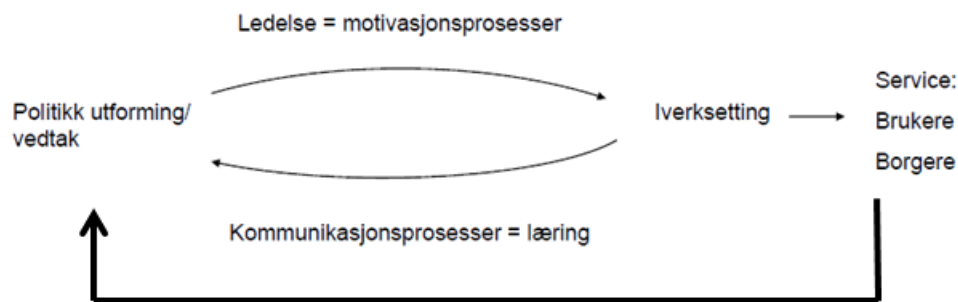 Ledelse = motivasjonsprosesser
Politikk utforming/
vedtak
Iverksetting
Service:
Brukere
Borgere
Kommunikasjonsprosesser = læring